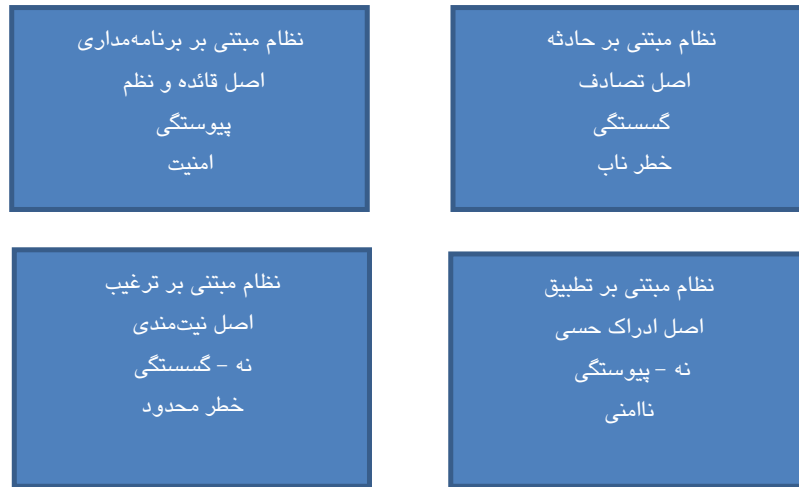 نظام مبتنی بر حادثه
اصل تصادف
گسستگی
خطر ناب
نظام مبتنی بر برنامه‌مداری
اصل قائده و نظم
پیوستگی
امنیت
نظام مبتنی بر تطبیق
اصل ادراک حسی
نه – پیوستگی
ناامنی
نظام مبتنی بر ترغیب
اصل نیت‌مندی
نه – گسستگی
خطر محدود